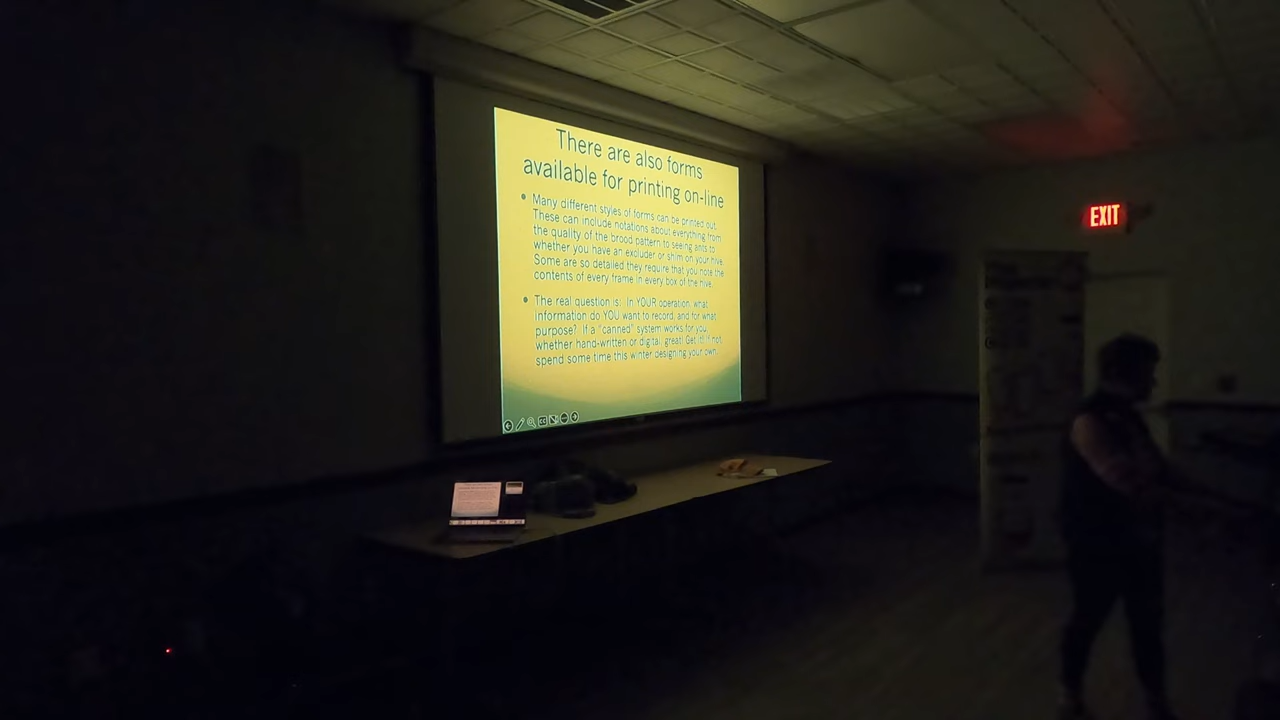 There are also forms
available for printing on-line
• Many different styles of forms can be printed out.
These can include notations about everything from
the quality of the brood pattern to seeing ants to
whether you have an excluder or shim on your hive.
Some are so detailed they require that you note the
contents of every frame in every box of the hive.
• The real question is: In YOUR operation, what
information do YOU want to record, and for what
purpose? If a "canned" system works for you,
whether hand-written or digital, great! Get it! If not
spend some time this winter designing your own.
EXIT